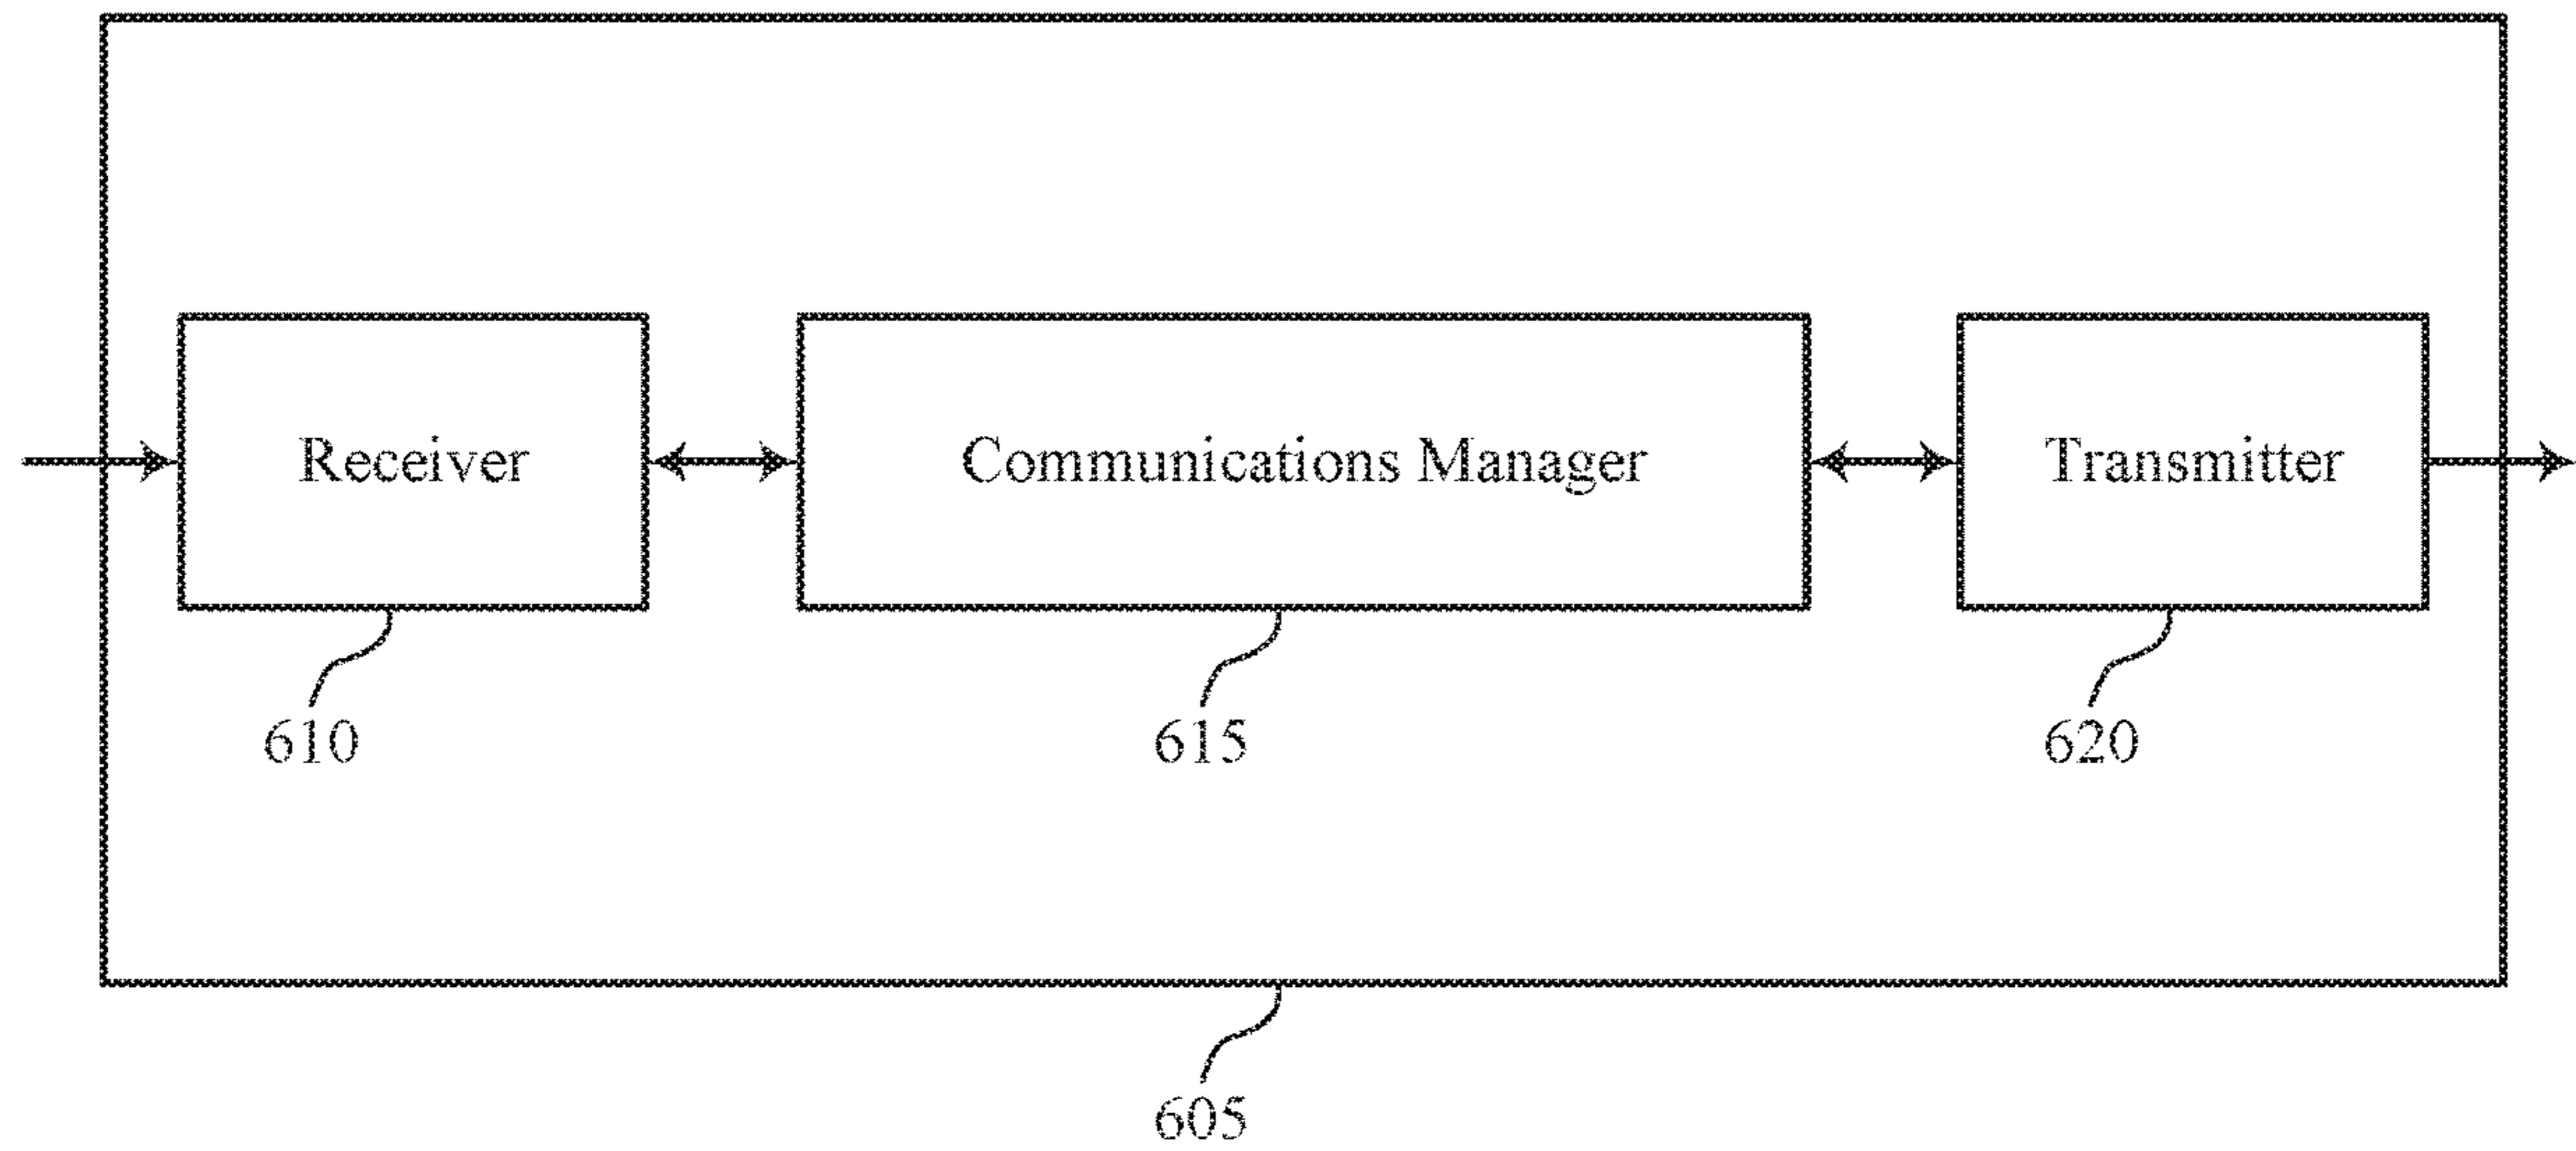 Receiver
Communications Manager
Transmitter
610
615
620
605